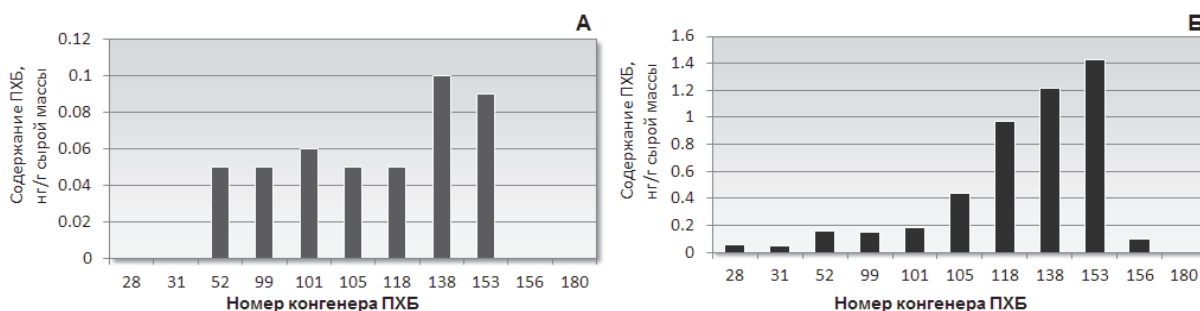 А
0.12
0.1
0.08
0.06
0.04
0.02
0
Содержание ПХБ,
нг/г сырой массы
28 31 52 99 101 105 118 138 153 156 180
Номер конгенера ПХБ
Б
1.6
1.4
1.2
1
0.8
0.6
0.4
0.2
0
Содержание ПХБ,
нг/г сырой массы
28 31 52 99 101 105 118 138 153 156 180
Номер конгенера ПХБ